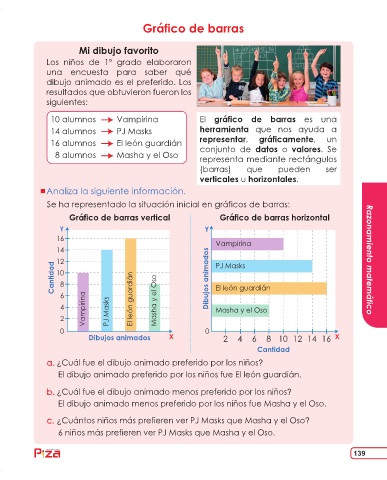 Gráfico de barras
Mi dibujo favorito
Los niños de 1° grado elaboraron
una encuesta para saber qué
dibujo animado es el preferido. Los
resultados que obtuvieron fueron los
siguientes:
10 alumnos → Vampirina
14 alumnos → PJ Masks
16 alumnos → El león guardián
8 alumnos → Masha y el Oso
El gráfico de barras es una
herramienta que nos ayuda a
representar, gráficamente, un
conjunto de datos o valores. Se
representa mediante rectángulos
(barras) que pueden ser
verticales u horizontales.
Analiza la siguiente información.
Se ha representado la situación inicial en gráficos de barras:
Gráfico de barras vertical
Y
16
14
12
10
8
6
4
2
0
Cantidad
Vampirina
PJ Masks
El león guardián
Masha y el Oso
Dibujos animados
X
Gráfico de barras horizontal
Y
Dibujos animados
Vampirina
PJ Masks
El león guardián
Masha y el Oso
0
2 4 6 8 10 12 14 16 X
Cantidad
Razonamiento matemático
a. ¿Cuál fue el dibujo animado preferido por los niños?
El dibujo animado preferido por los niños fue El león guardián.
b. ¿Cuál fue el dibujo animado menos preferido por los niños?
El dibujo animado menos preferido por los niños fue Masha y el Oso.
c. ¿Cuántos niños más prefieren ver PJ Masks que Masha y el Oso?
6 niños más prefieren ver PJ Masks que Masha y el Oso.
139